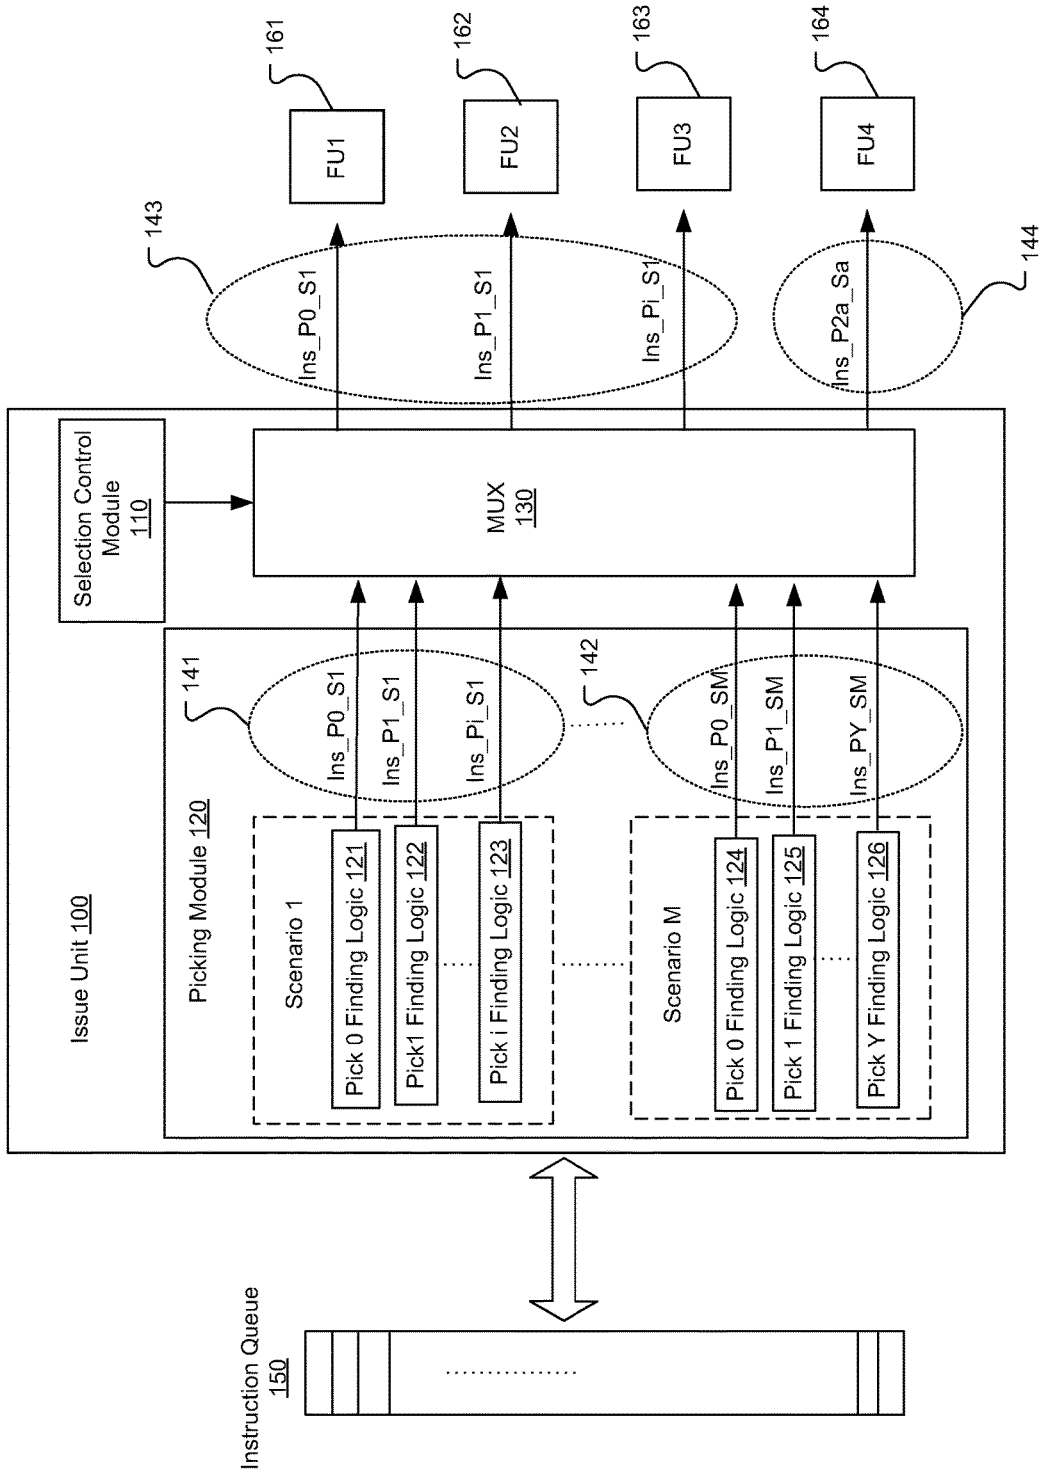 Instruction Queue
150
Issue Unit 100
Picking Module 120
Scenario 1
Pick 0 Finding Logic 121
Pick1 Finding Logic 122
Pick i Finding Logic 123
Scenario M
Pick 0 Finding Logic 124
Pick 1 Finding Logic 125
Pick Y Finding Logic 126
141
Ins_P0_S1
Ins_P1_S1
Ins_Pi_S1
142
Ins_P0_SM
Ins_P1_SM
Ins_PY_SM
Selection Control
Module
110
MUX
130
143
Ins_P0_S1
Ins_P1_S1
Ins_Pi_S1
Ins_P2a_Sa
144
FU1
161
FU2
162
FU3
163
FU4
164